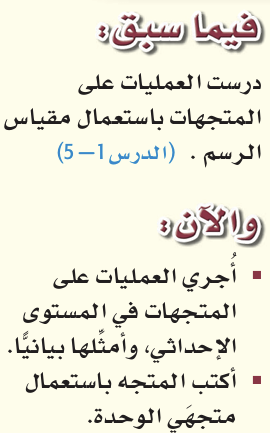 فيما سبق:
درست العمليات على
المتجهات باستعمال مقياس
الرسم . (الدرس 1 – 5)
والآن:
▪ أُجري العمليات على
المتجهات في المستوى
الإحداثي، وأمثِّلها بيانيًّا.
▪ أكتب المتجه باستعمال
متجهَي الوحدة.